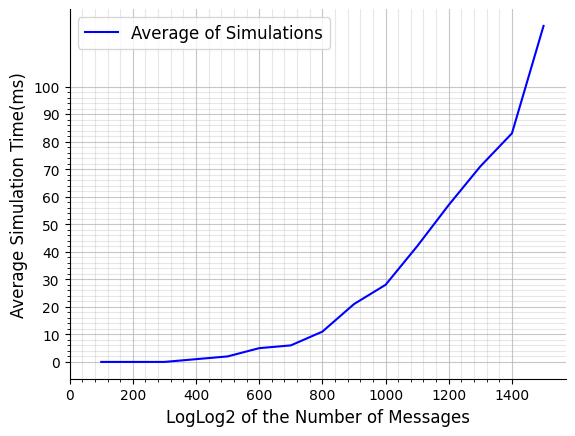 Average of Simulations
Average Simulation Time(ms)
100
90
80
70
60
50
40
30
20
10
0
0 200 400 600 800 1000 1200 1400
LogLog2 of the Number of Messages